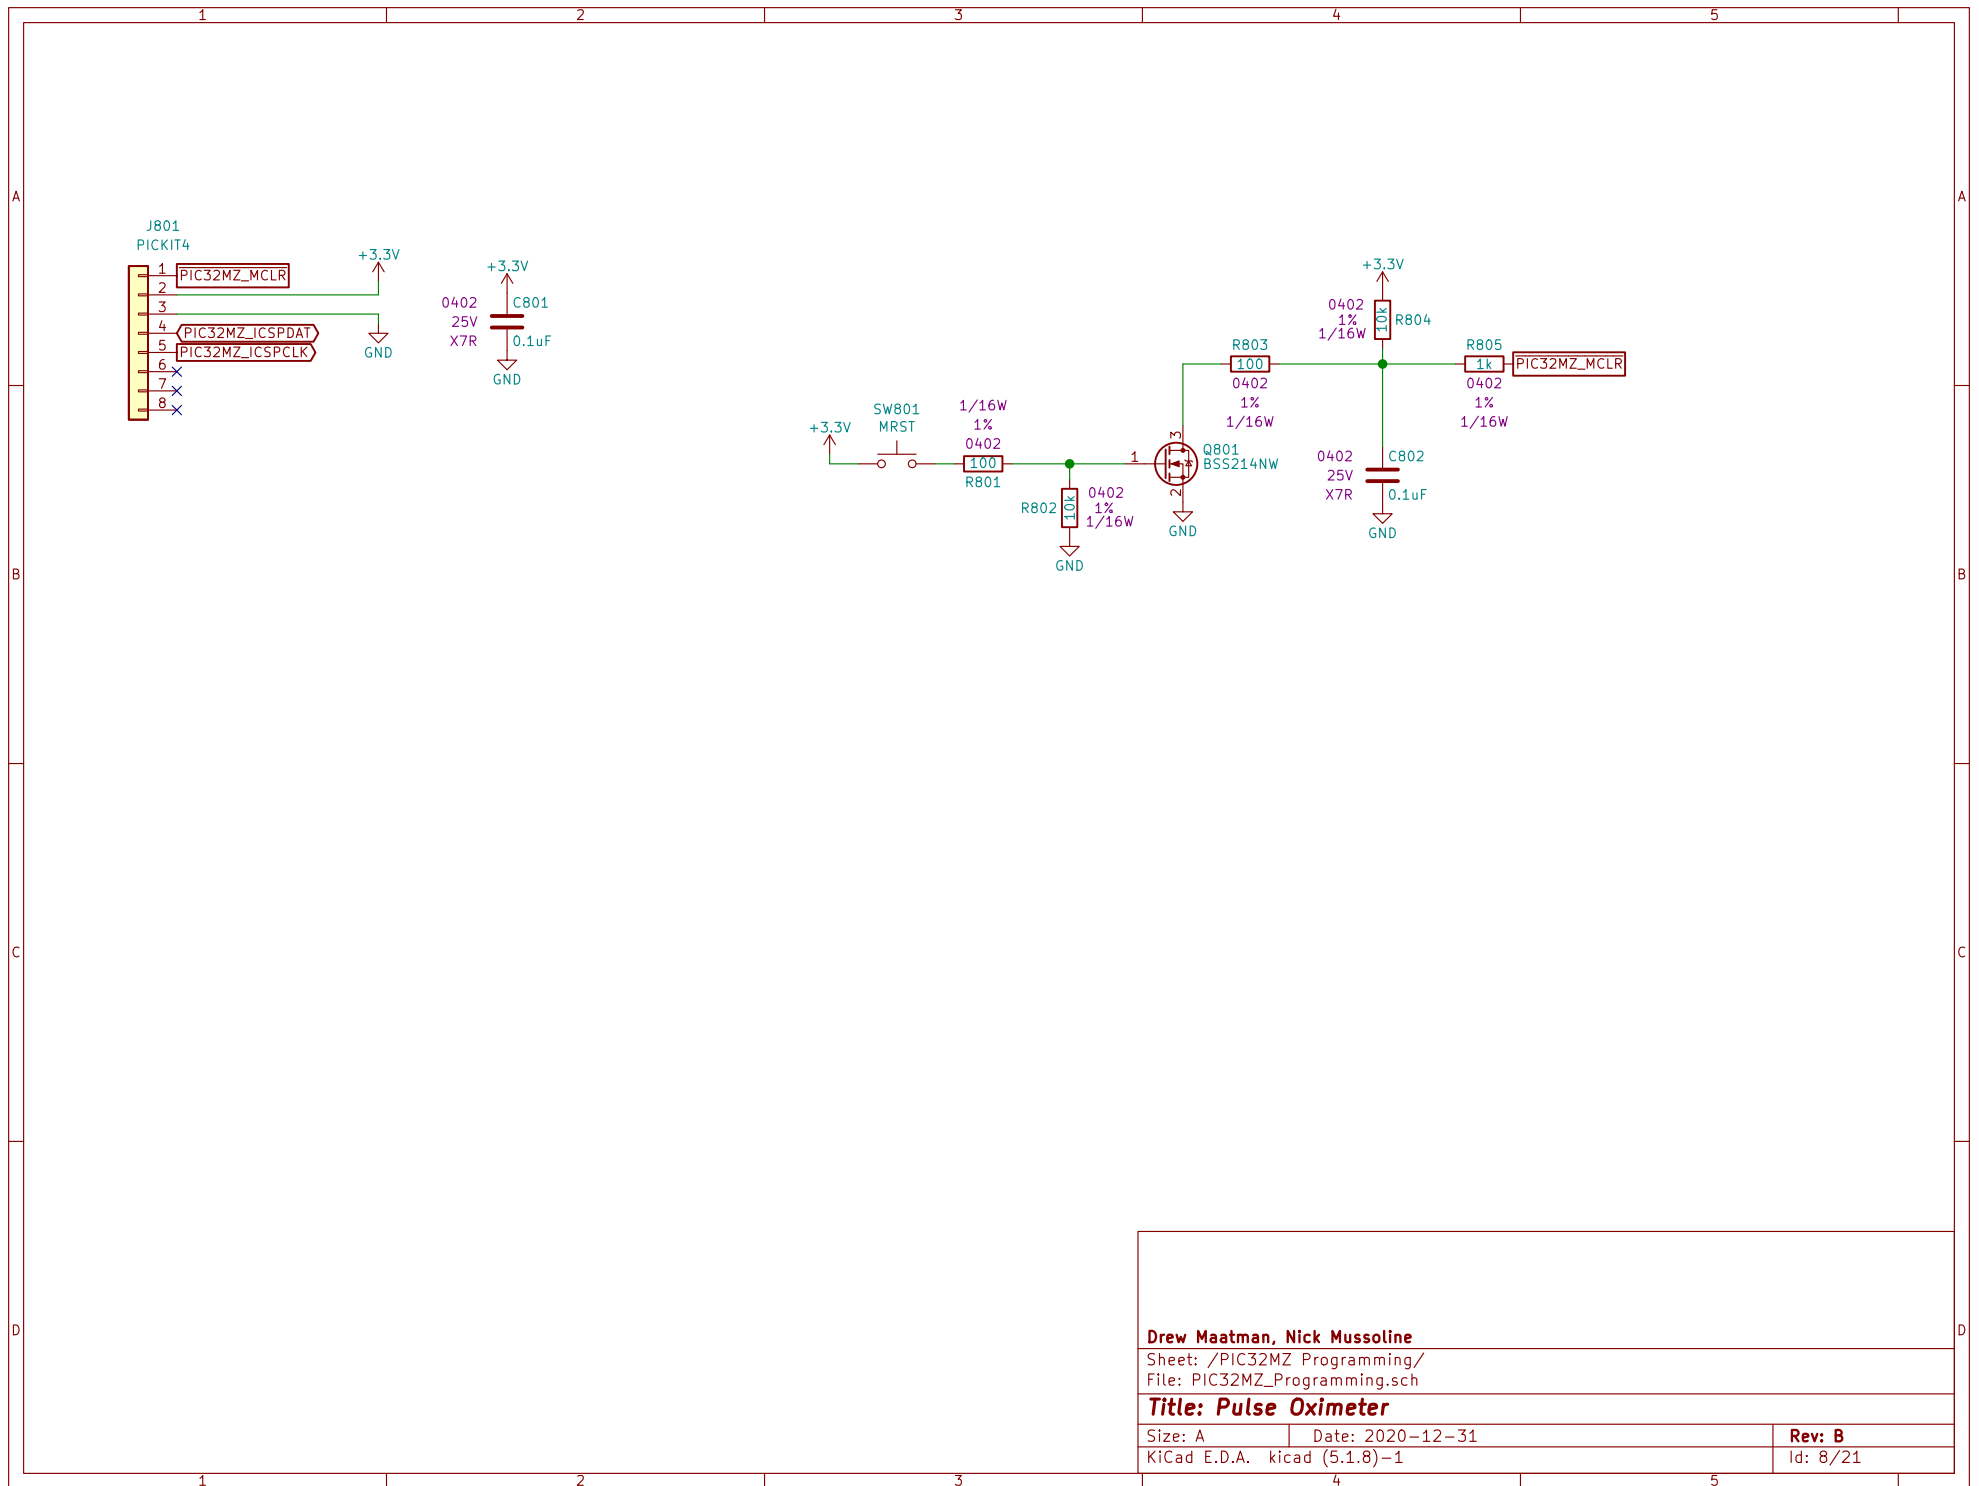 1 2 3 4 5
A
A
J801
PICKIT4
1
PIC32MZ_MCLR
2
3
4
PIC32MZ_ICSPDAT
5
PIC32MZ_ICSPCLK
6
7
8
+3.3V
GND
+3.3V
0402
25V
X7R
C801
0.1uF
GND
+3.3V
SW801
MRST
1/16W
1%
0402
100
R801
R802
10k
0402
1%
1/16W
GND
1
3
2
Q801
BSS214NW
GND
R803
100
0402
1%
1/16W
+3.3V
0402
1%
1/16W
10k
R804
R805
1k
0402
1%
1/16W
PIC32MZ_MCLR
0402
25V
X7R
C802
0.1uF
GND
B
B
C
C
D
D
Drew Maatman, Nick Mussoline
Sheet: /PIC32MZ Programming/
File: PIC32MZ_Programming.sch
Title: Pulse Oximeter
Size: A Date: 2020-12-31 Rev: B
KiCad E.D.A. kicad (5.1.8)-1 Id: 8/21
1 2 3 4 5